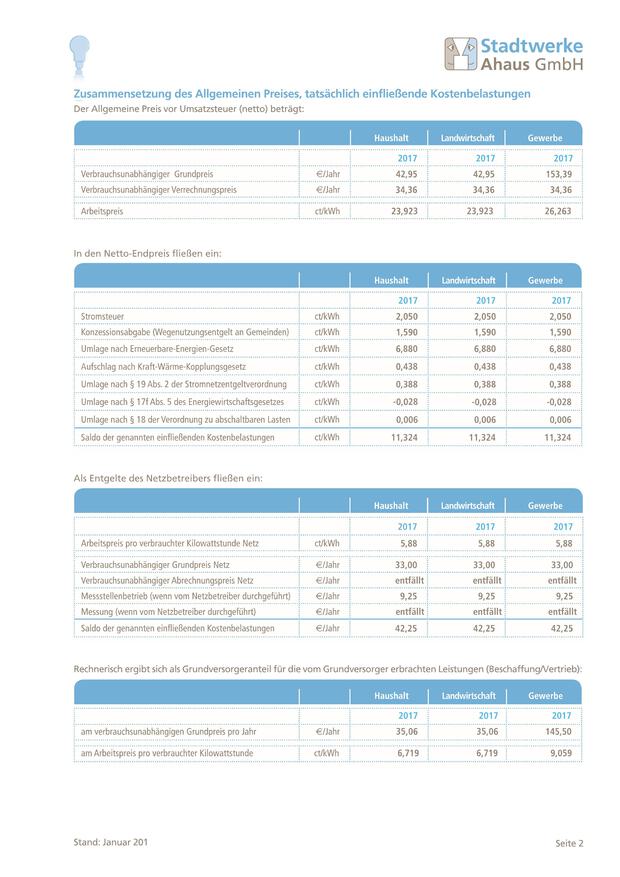 Stadtwerke
Ahaus GmbH
Zusammensetzung des Allgemeinen Preises, tatsächlich einfließende Kostenbelastungen
Der Allgemeine Preis vor Umsatzsteuer (netto) beträgt:
Haushalt Landwirtschaft Gewerbe
2017 2017 2017
Verbrauchsunabhängiger Grundpreis €/Jahr 42,95 42,95 153,39
Verbrauchsunabhängiger Verrechnungspreis €/Jahr 34,36 34,36 34,36
Arbeitspreis ct/kWh 23,923 23,923 26,263
In den Netto-Endpreis fließen ein:
Haushalt Landwirtschaft Gewerbe
2017 2017 2017
Stromsteuer ct/kWh 2,050 2,050 2,050
Konzessionsabgabe (Wegenutzungsentgelt an Gemeinden) ct/kWh 1,590 1,590 1,590
Umlage nach Erneuerbare-Energien-Gesetz ct/kWh 6,880 6,880 6,880
Aufschlag nach Kraft-Wärme-Kopplungsgesetz ct/kWh 0,438 0,438 0,438
Umlage nach § 19 Abs. 2 der Stromnetzentgeltverordnung ct/kWh 0,388 0,388 0,388
Umlage nach § 17f Abs. 5 des Energiewirtschaftsgesetzes ct/kWh -0,028 -0,028 -0,028
Umlage nach § 18 der Verordnung zu abschaltbaren Lasten ct/kWh 0,006 0,006 0,006
Saldo der genannten einfließenden Kostenbelastungen ct/kWh 11,324 11,324 11,324
Als Entgelte des Netzbetreibers fließen ein:
Haushalt Landwirtschaft Gewerbe
2017 2017 2017
Arbeitspreis pro verbrauchter Kilowattstunde Netz ct/kWh 5,88 5,88 5,88
Verbrauchsunabhängiger Grundpreis Netz €/Jahr 33,00 33,00 33,00
Verbrauchsunabhängiger Abrechnungspreis Netz €/Jahr entfällt entfällt entfällt
Messstellenbetrieb (wenn vom Netzbetreiber durchgeführt) €/Jahr 9,25 9,25 9,25
Messung (wenn vom Netzbetreiber durchgeführt) €/Jahr entfällt entfällt entfällt
Saldo der genannten einfließenden Kostenbelastungen €/Jahr 42,25 42,25 42,25
Rechnerisch ergibt sich als Grundversorgeranteil für die vom Grundversorger erbrachten Leistungen (Beschaffung/Vertrieb):
Haushalt Landwirtschaft Gewerbe
2017 2017 2017
am verbrauchsunabhängigen Grundpreis pro Jahr €/Jahr 35,06 35,06 145,50
am Arbeitspreis pro verbrauchter Kilowattstunde ct/kWh 6,719 6,719 9,059
Stand: Januar 201
Seite 2